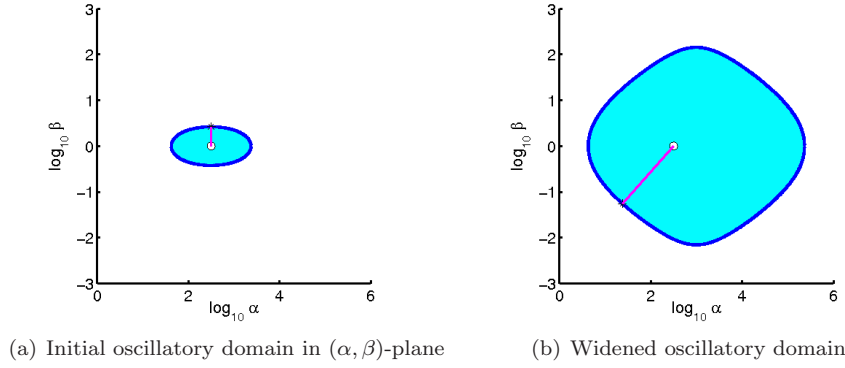 3
2
1
0
−1
−2
−3
log10 β
0 2 4 6
log10 α
(a) Initial oscillatory domain in (α, β)-plane
3
2
1
0
−1
−2
−3
log10 β
0 2 4 6
log10 α
(b) Widened oscillatory domain